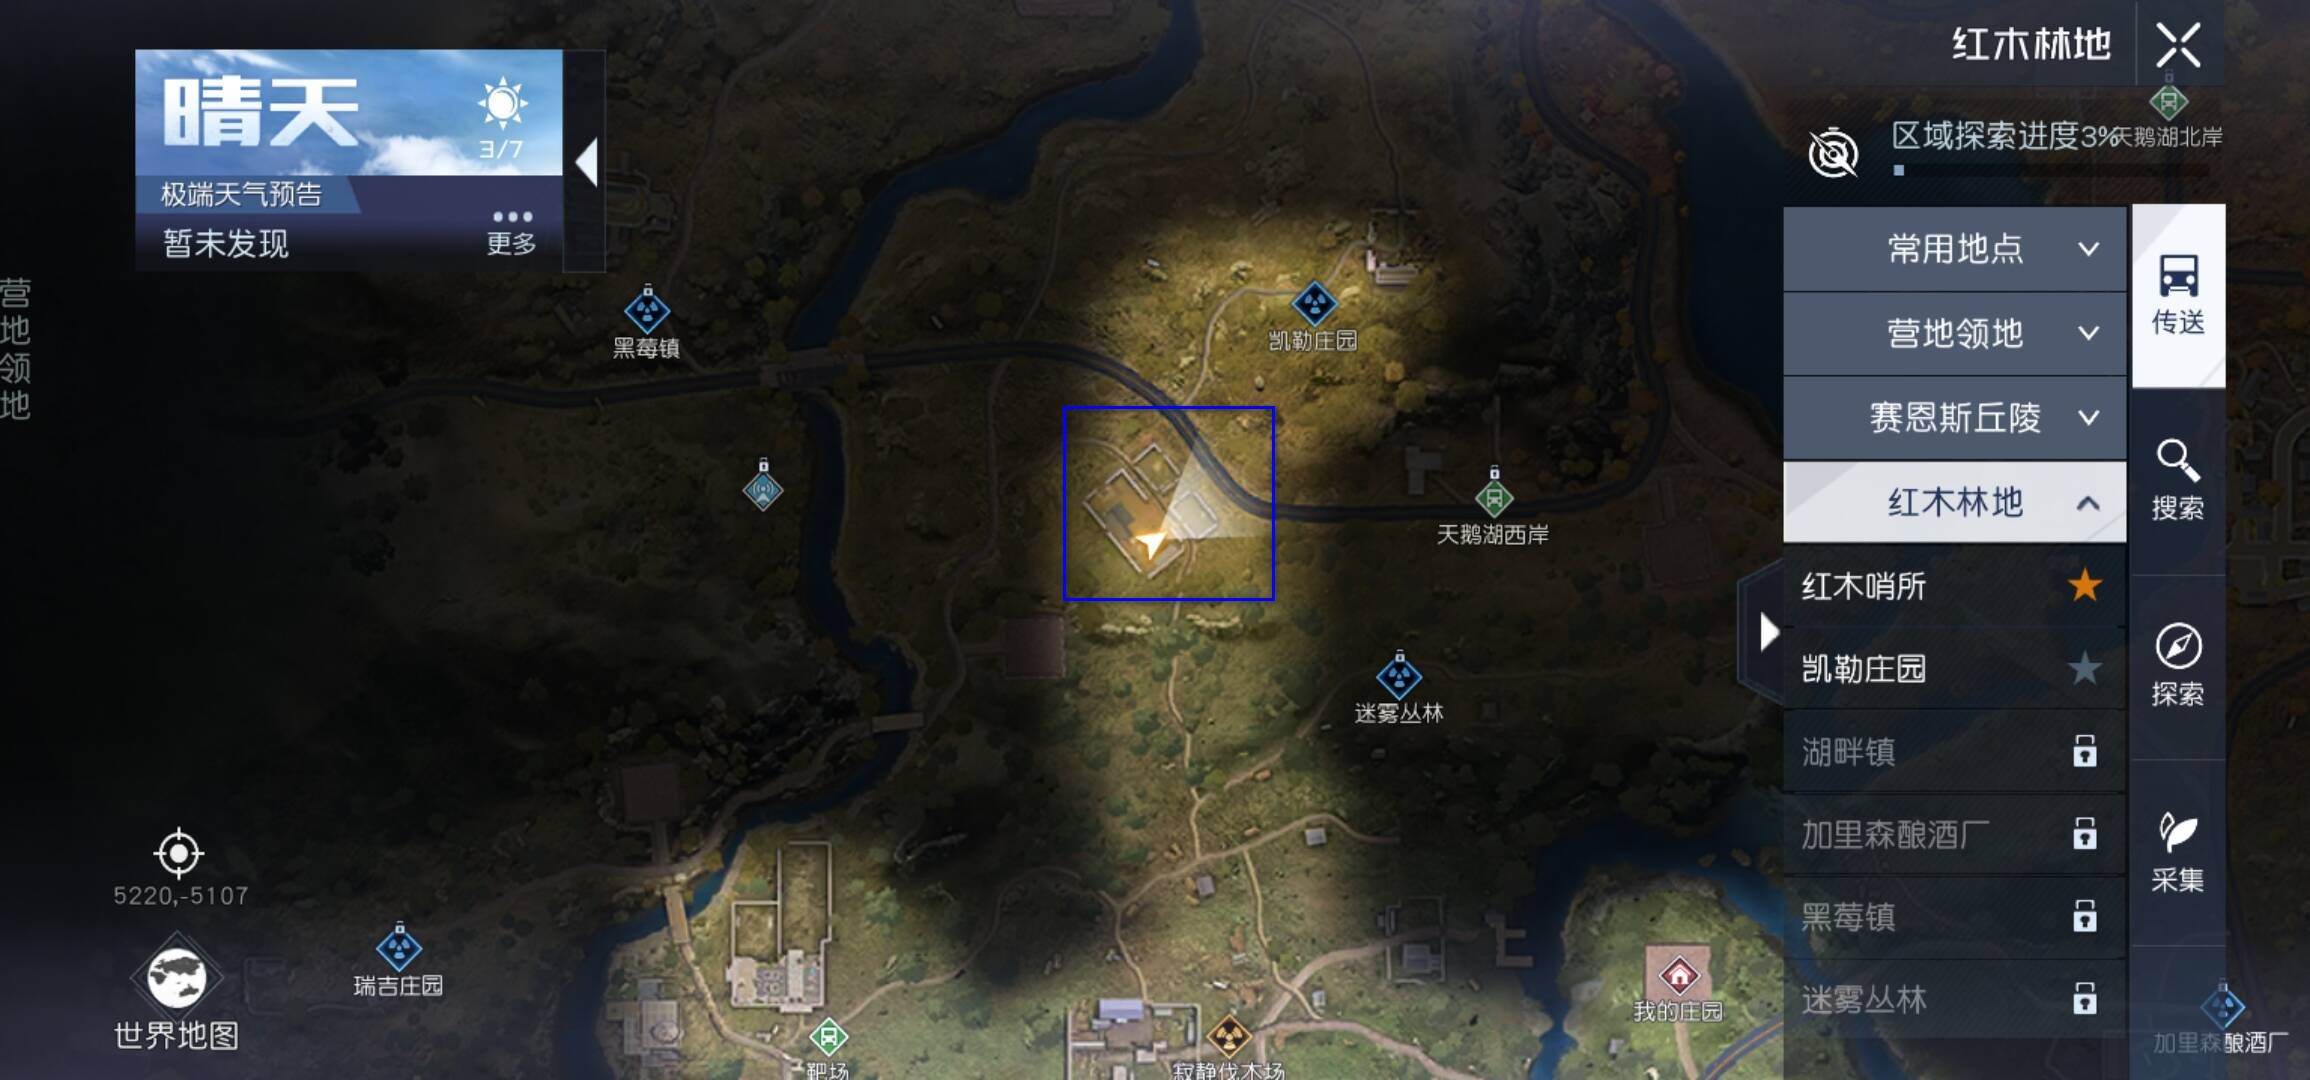 红木林地
晴天
3/7
极端天气预告
暂未发现
更多
区域探索进度3%
天鹅湖北岸
营地领地
常用地点
营地领地
赛恩斯丘陵
红木林地
红木哨所
凯勒庄园
湖畔镇
加里森酿酒厂
黑莓镇
迷雾丛林
传送
搜索
探索
采集
黑莓镇
凯勒庄园
天鹅湖西岸
迷雾丛林
5220,-5107
世界地图
瑞吉庄园
靶场
寂静伐木场
我的庄园
加里森酿酒厂